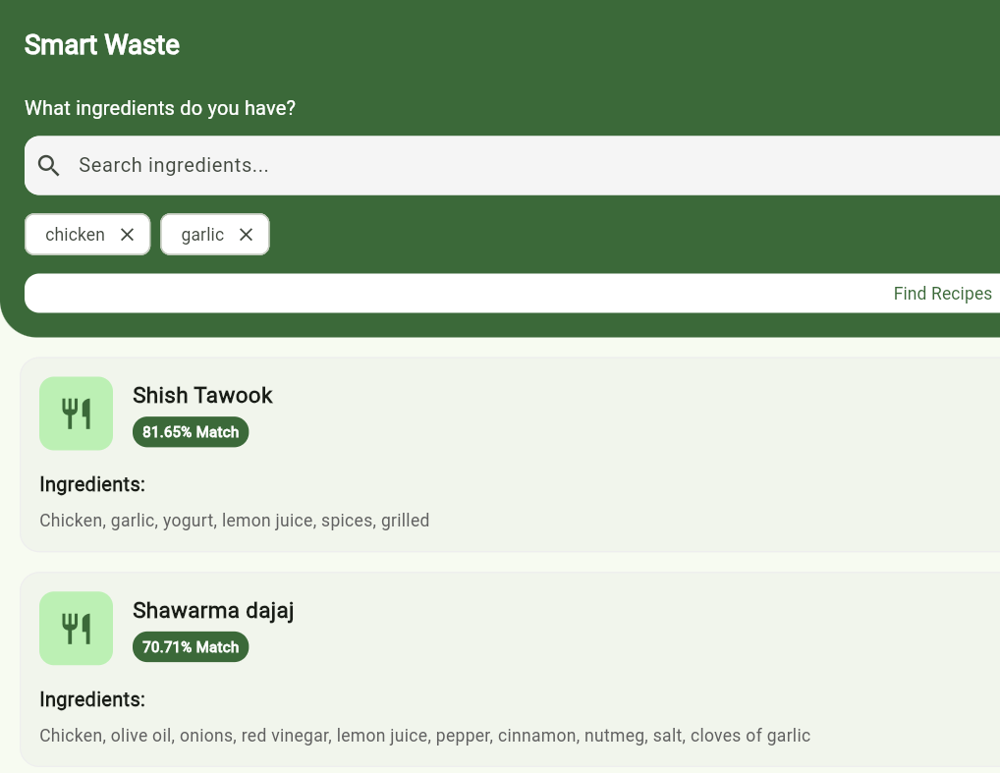 Smart Waste
What ingredients do you have?
Search ingredients...
chicken garlic
Find Recipes
Shish Tawook
81.65% Match
Ingredients:
Chicken, garlic, yogurt, lemon juice, spices, grilled
Shawarma dajaj
70.71% Match
Ingredients:
Chicken, olive oil, onions, red vinegar, lemon juice, pepper, cinnamon, nutmeg, salt, cloves of garlic